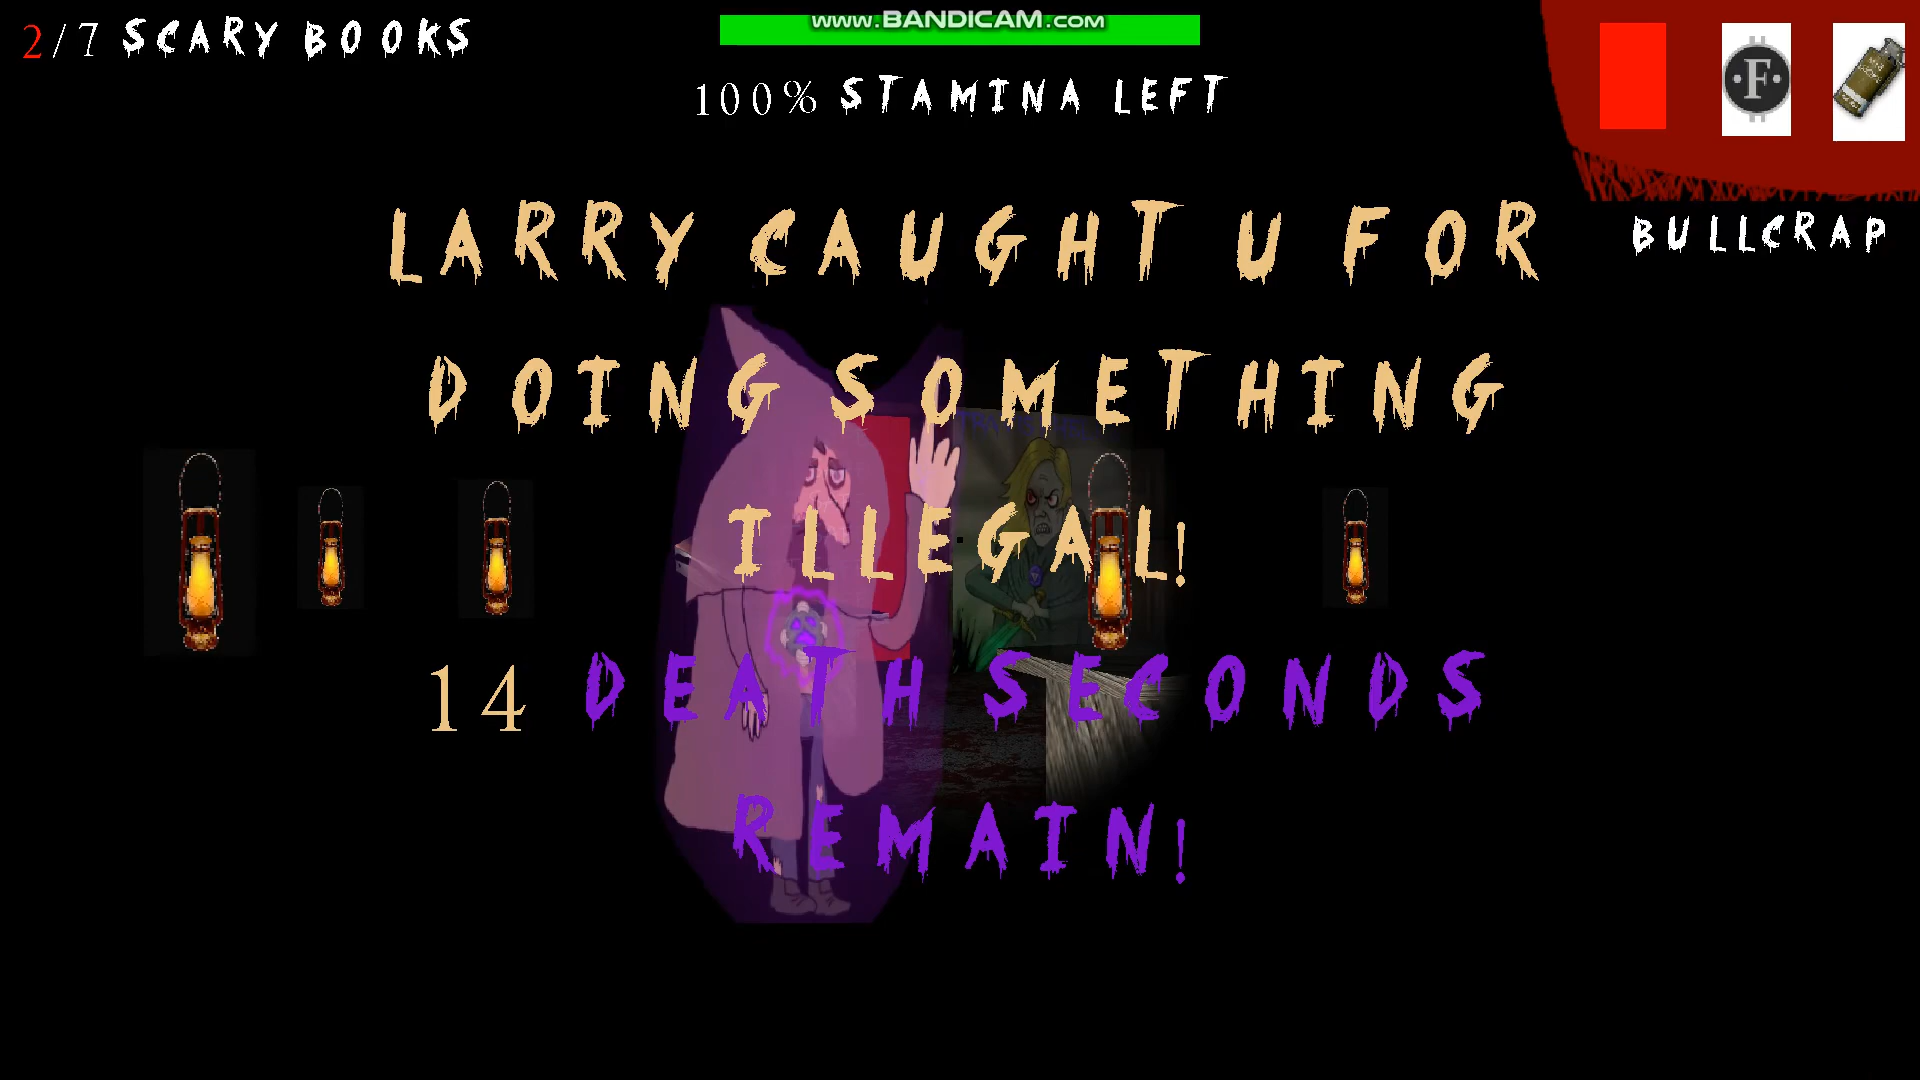 2/7 SCARY BOOKS
www.BANDICAM.com
100% STAMINA LEFT
F
BULLCRAP
LARRY CAUGHT U FOR
DOING SOMETHING
ILLEGAL!
14 DEATH SECONDS
REMAIN!